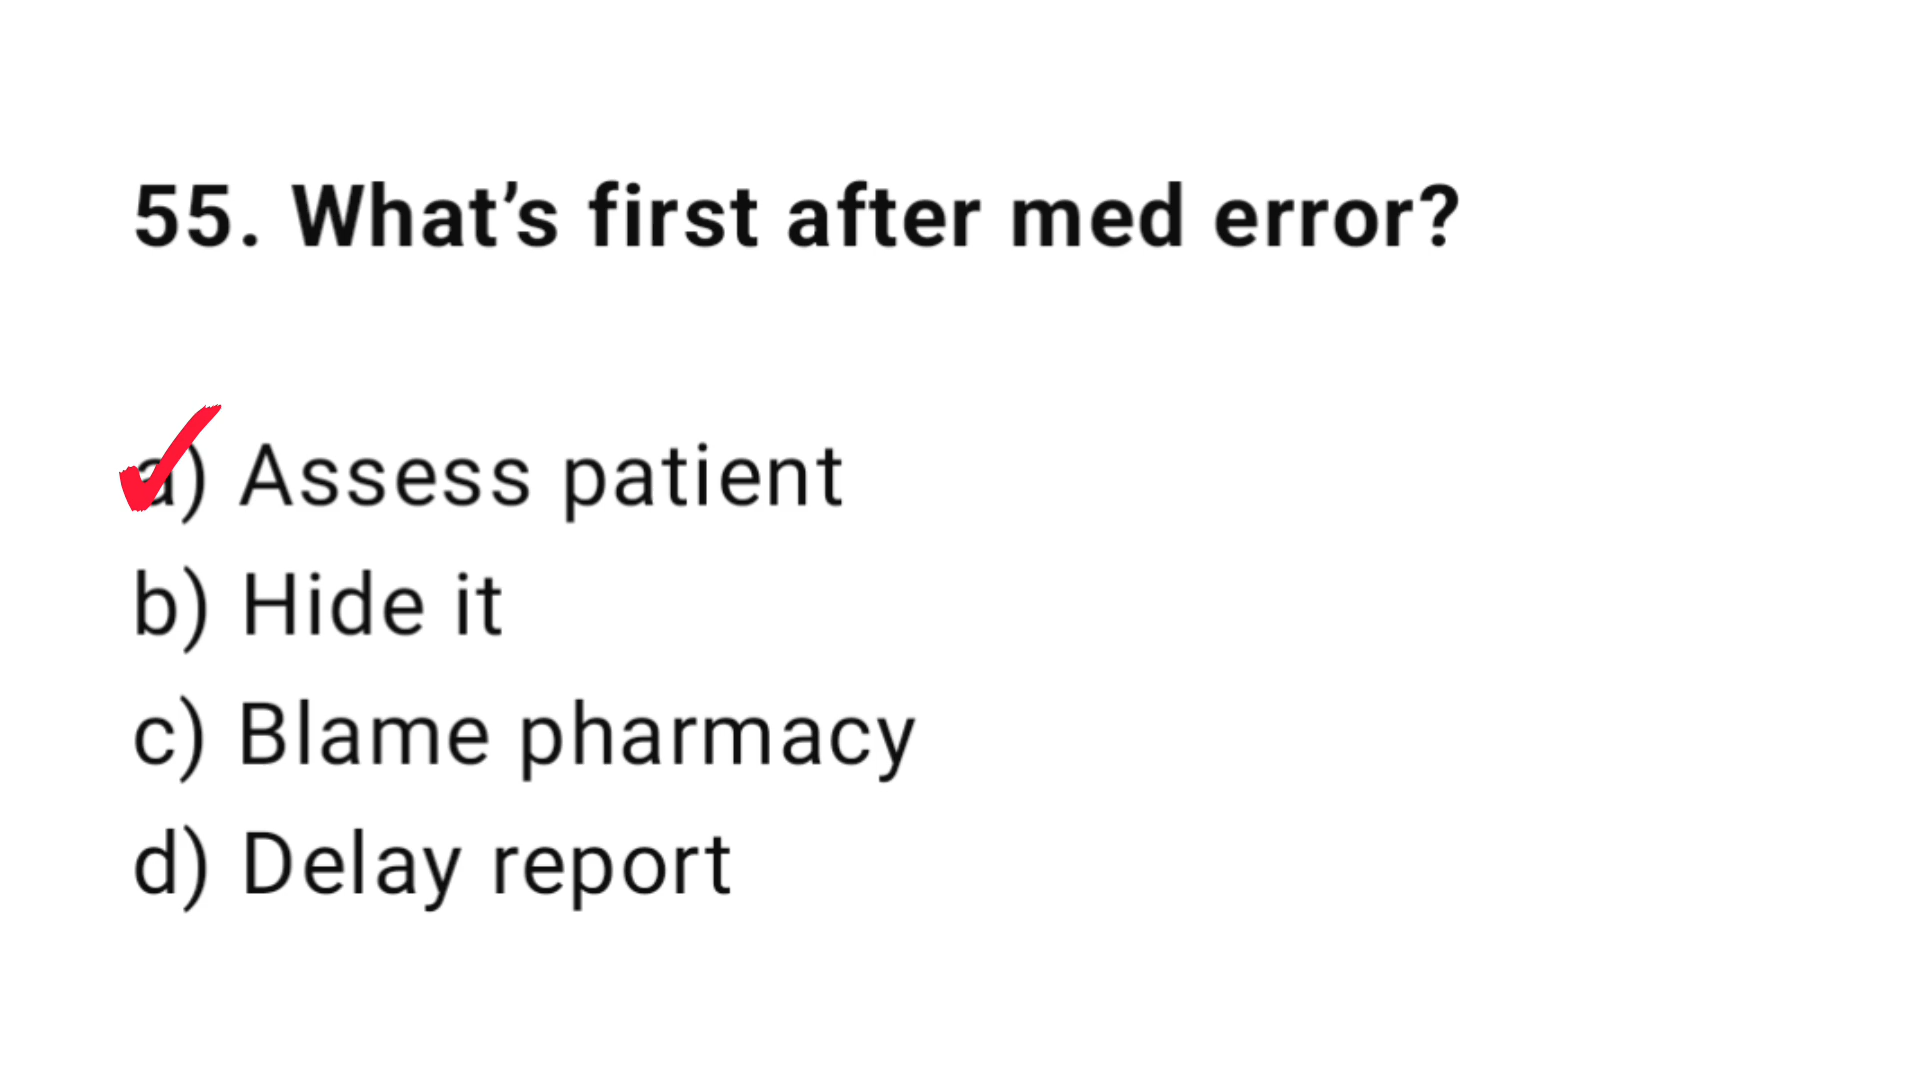 55. What’s first after med error?
a) Assess patient
b) Hide it
c) Blame pharmacy
d) Delay report